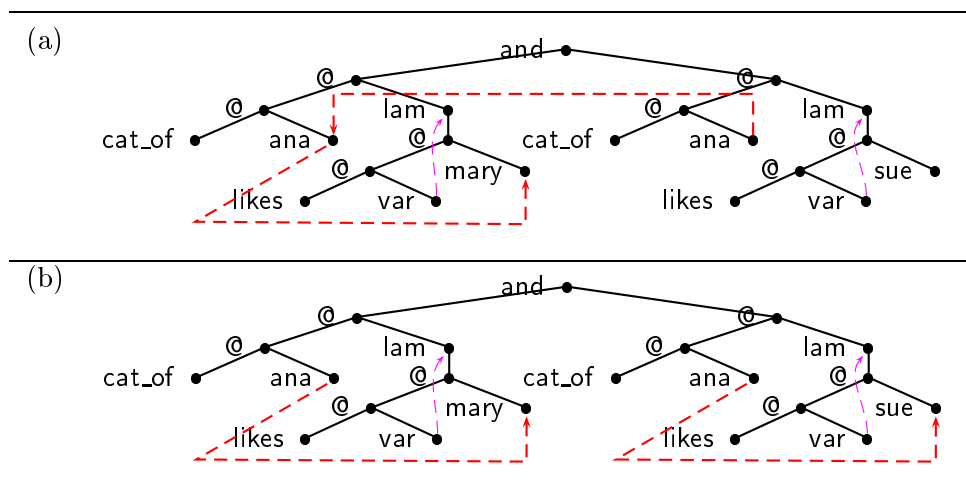 (a)
and
@ @
@ lam @ lam
cat_of ana @ cat_of ana @
@ mary @ sue
likes var likes var
(b)
and
@ @
@ lam @ lam
cat_of ana @ cat_of ana @
@ mary @ sue
likes var likes var